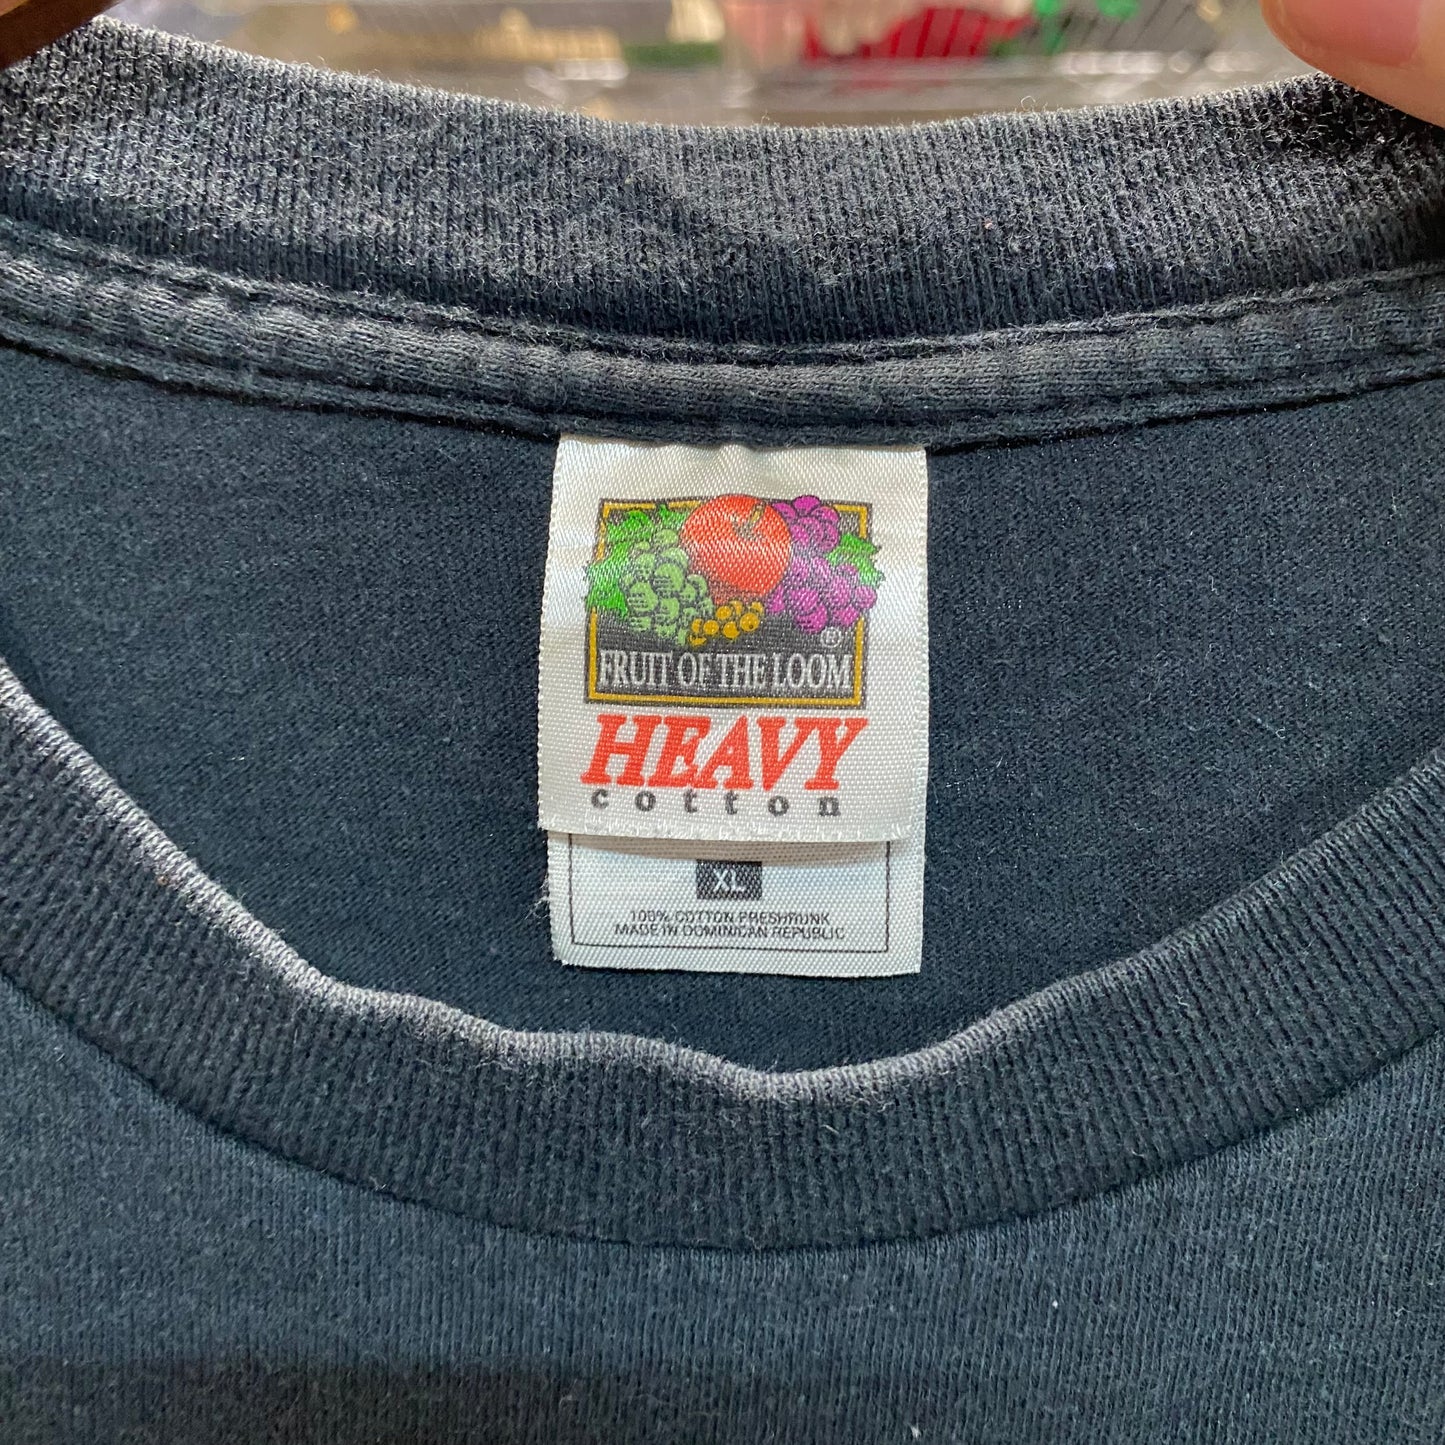 ®
FRUIT OF THE LOOM
HEAVY
cotton
XL
100% COTTON PRESHRUNK
MADE IN DOMINICAN REPUBLIC